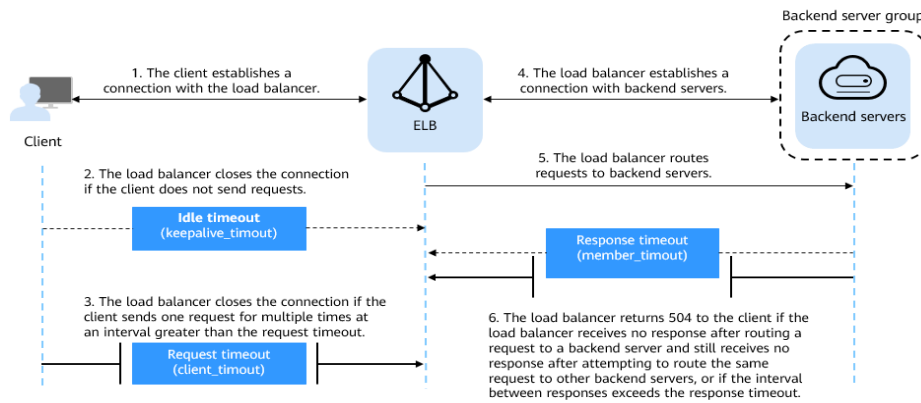 Backend server group
1. The client establishes a
connection with the load balancer.
4. The load balancer establishes a
connection with backend servers.
ELB
Backend servers
Client
5. The load balancer routes
requests to backend servers.
2. The load balancer closes the connection
if the client does not send requests.
Idle timeout
(keepalive_timout)
Response timeout
(member_timout)
3. The load balancer closes the connection if the
client sends one request for multiple times at
an interval greater than the request timeout.
Request timeout
(client_timout)
6. The load balancer returns 504 to the client if the
load balancer receives no response after routing a
request to a backend server and still receives no
response after attempting to route the same
request to other backend servers, or if the interval
between responses exceeds the response timeout.